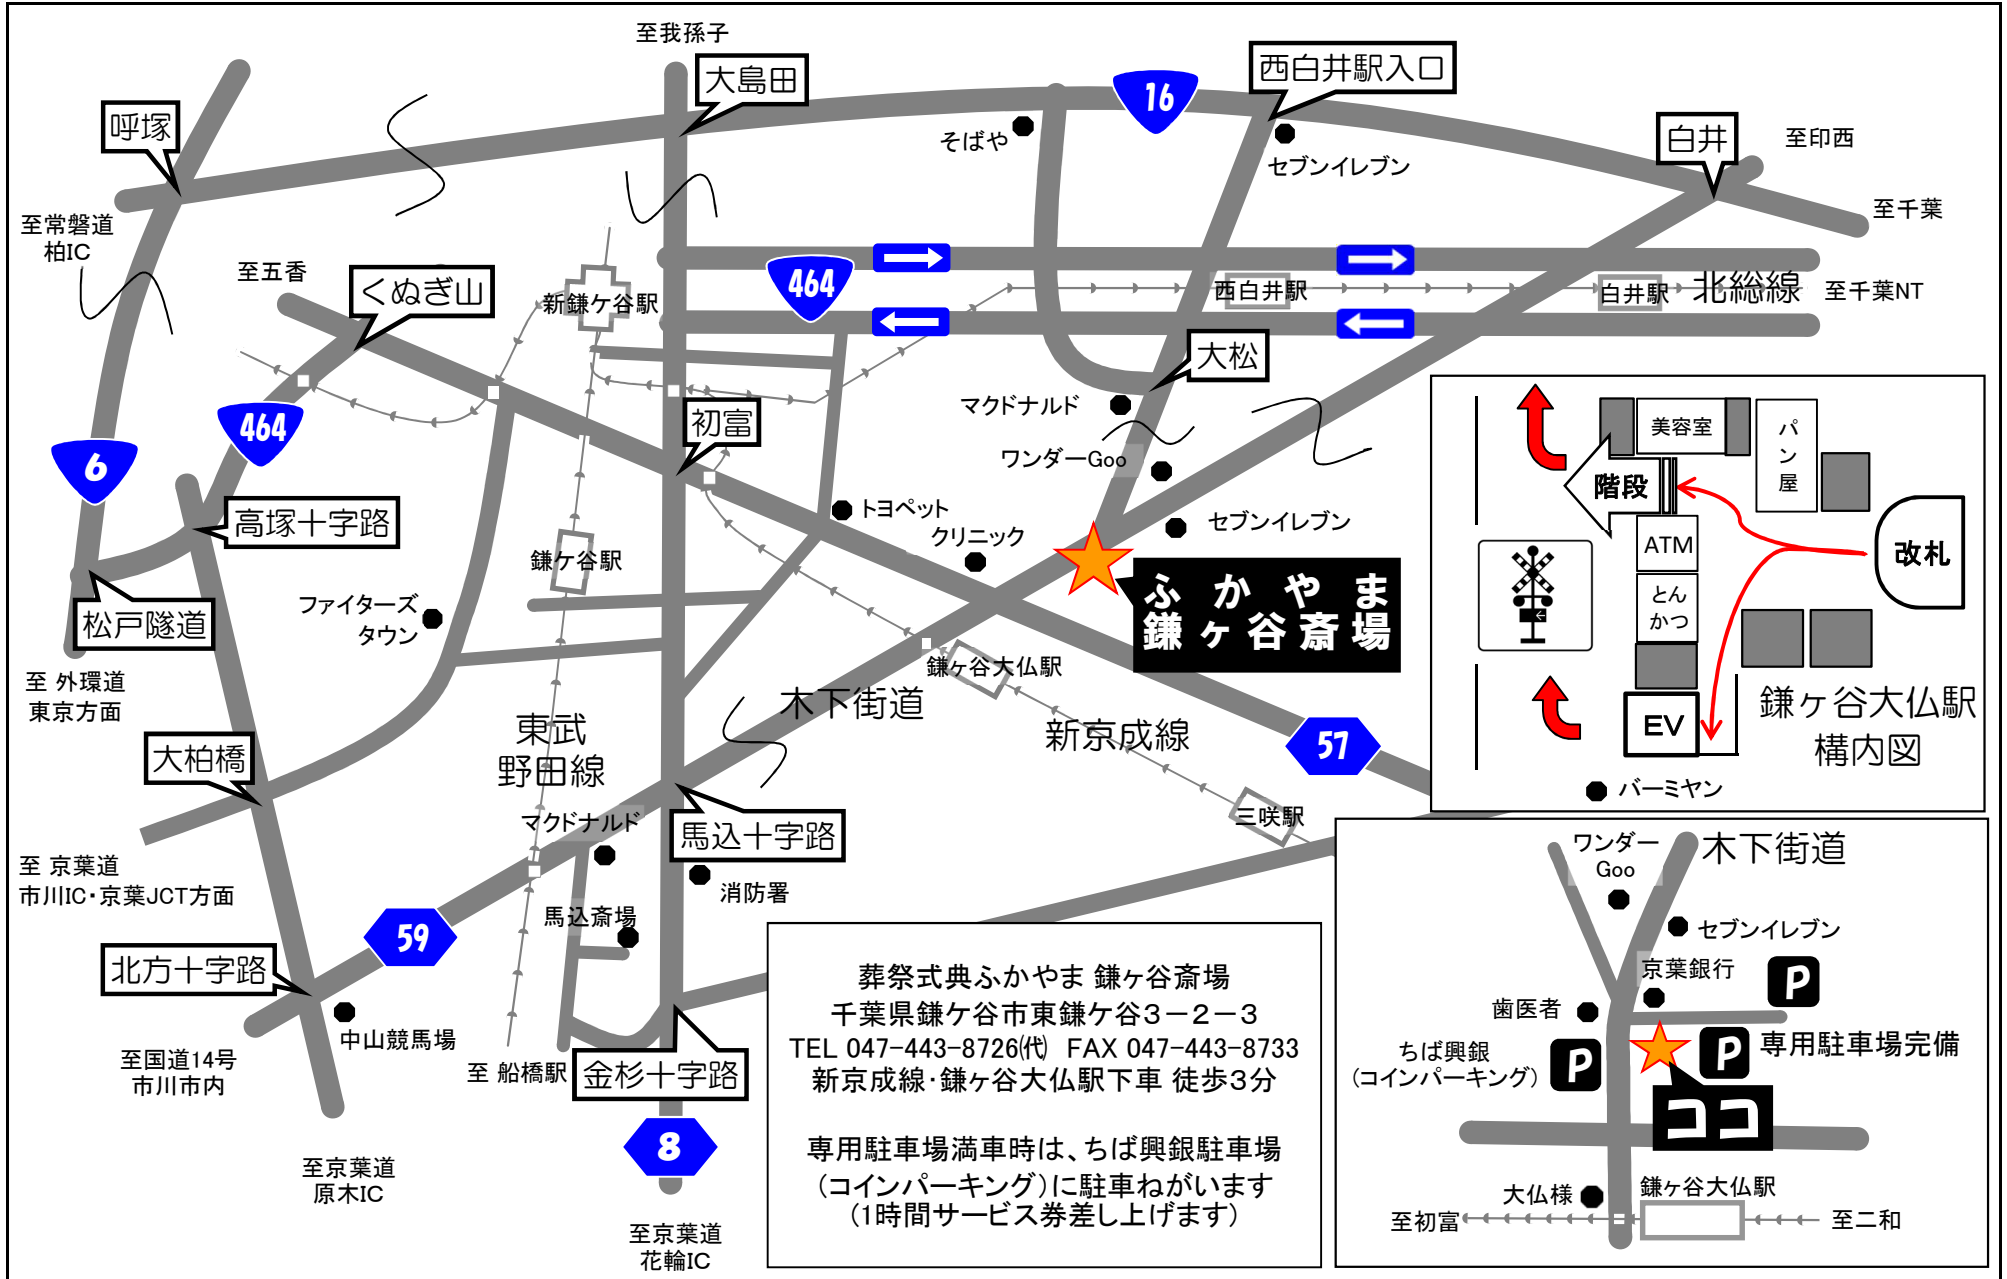 至我孫子
大島田
16
西白井駅入口
呼塚
そばや
セブンイレブン
白井
至印西
至常磐道
柏IC
至千葉
至五香
くぬぎ山
新鎌ケ谷駅
464
西白井駅
白井駅
北総線
至千葉NT
大松
マクドナルド
初富
464
6
ワンダーGoo
高塚十字路
トヨペット
クリニック
セブンイレブン
鎌ケ谷駅
ふかやま
鎌ヶ谷斎場
ファイターズ
タウン
松戸隧道
至 外環道
東京方面
鎌ヶ谷大仏駅
木下街道
東武
野田線
新京成線
57
大柏橋
マクドナルド
馬込十字路
三咲駅
至 京葉道
市川IC・京葉JCT方面
消防署
馬込斎場
59
北方十字路
中山競馬場
至国道14号
市川市内
至 船橋駅
金杉十字路
8
至京葉道
原木IC
至京葉道
花輪IC
美容室
パン屋
階段
ATM
とん
かつ
改札
EV
鎌ヶ谷大仏駅
構内図
バーミヤン
葬祭式典ふかやま 鎌ヶ谷斎場
千葉県鎌ケ谷市東鎌ケ谷3-2-3
TEL 047-443-8726㈹ FAX 047-443-8733
新京成線・鎌ヶ谷大仏駅下車 徒歩3分
専用駐車場満車時は、ちば興銀駐車場
(コインパーキング)に駐車ねがいます
(1時間サービス券差し上げます)
ワンダー
Goo
木下街道
セブンイレブン
京葉銀行
P
歯医者
ちば興銀
(コインパーキング)
P
P
専用駐車場完備
ココ
大仏様
鎌ヶ谷大仏駅
至初富
至二和